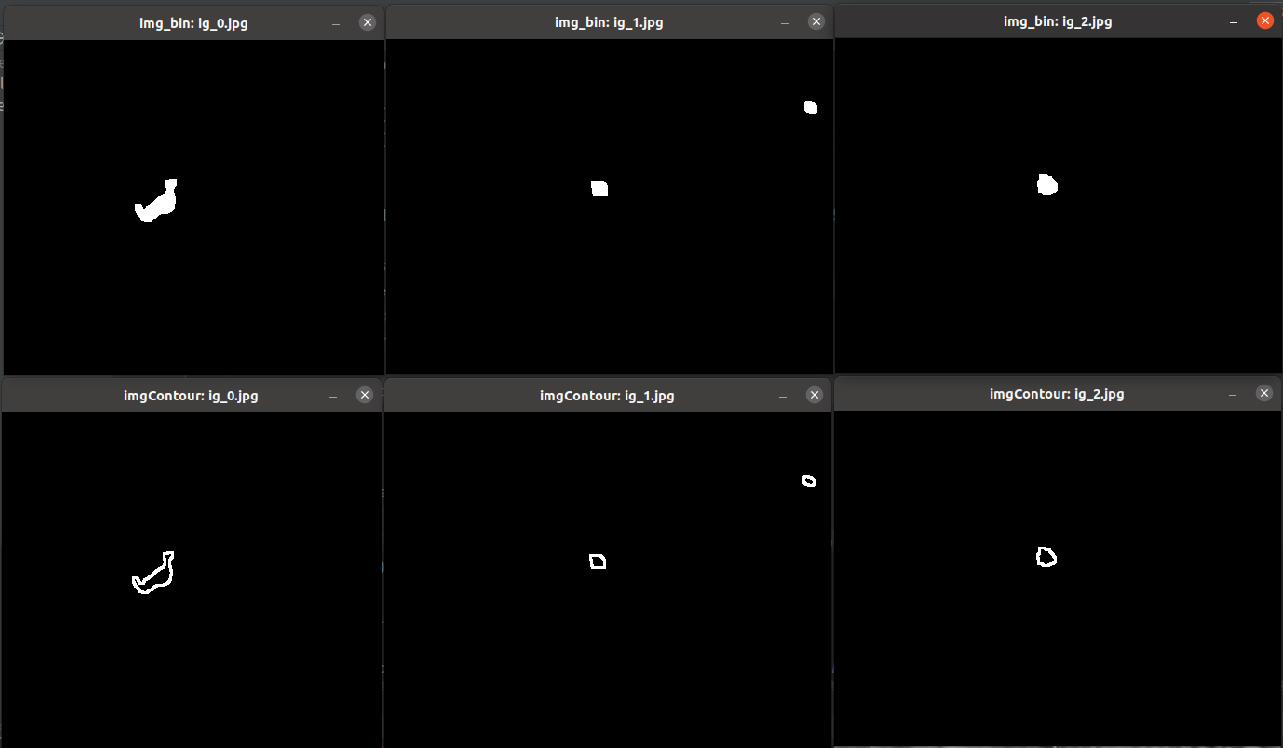 img_bin: ig_0.jpg
img_bin: ig_1.jpg
img_bin: ig_2.jpg
imgContour: ig_0.jpg
imgContour: ig_1.jpg
imgContour: ig_2.jpg